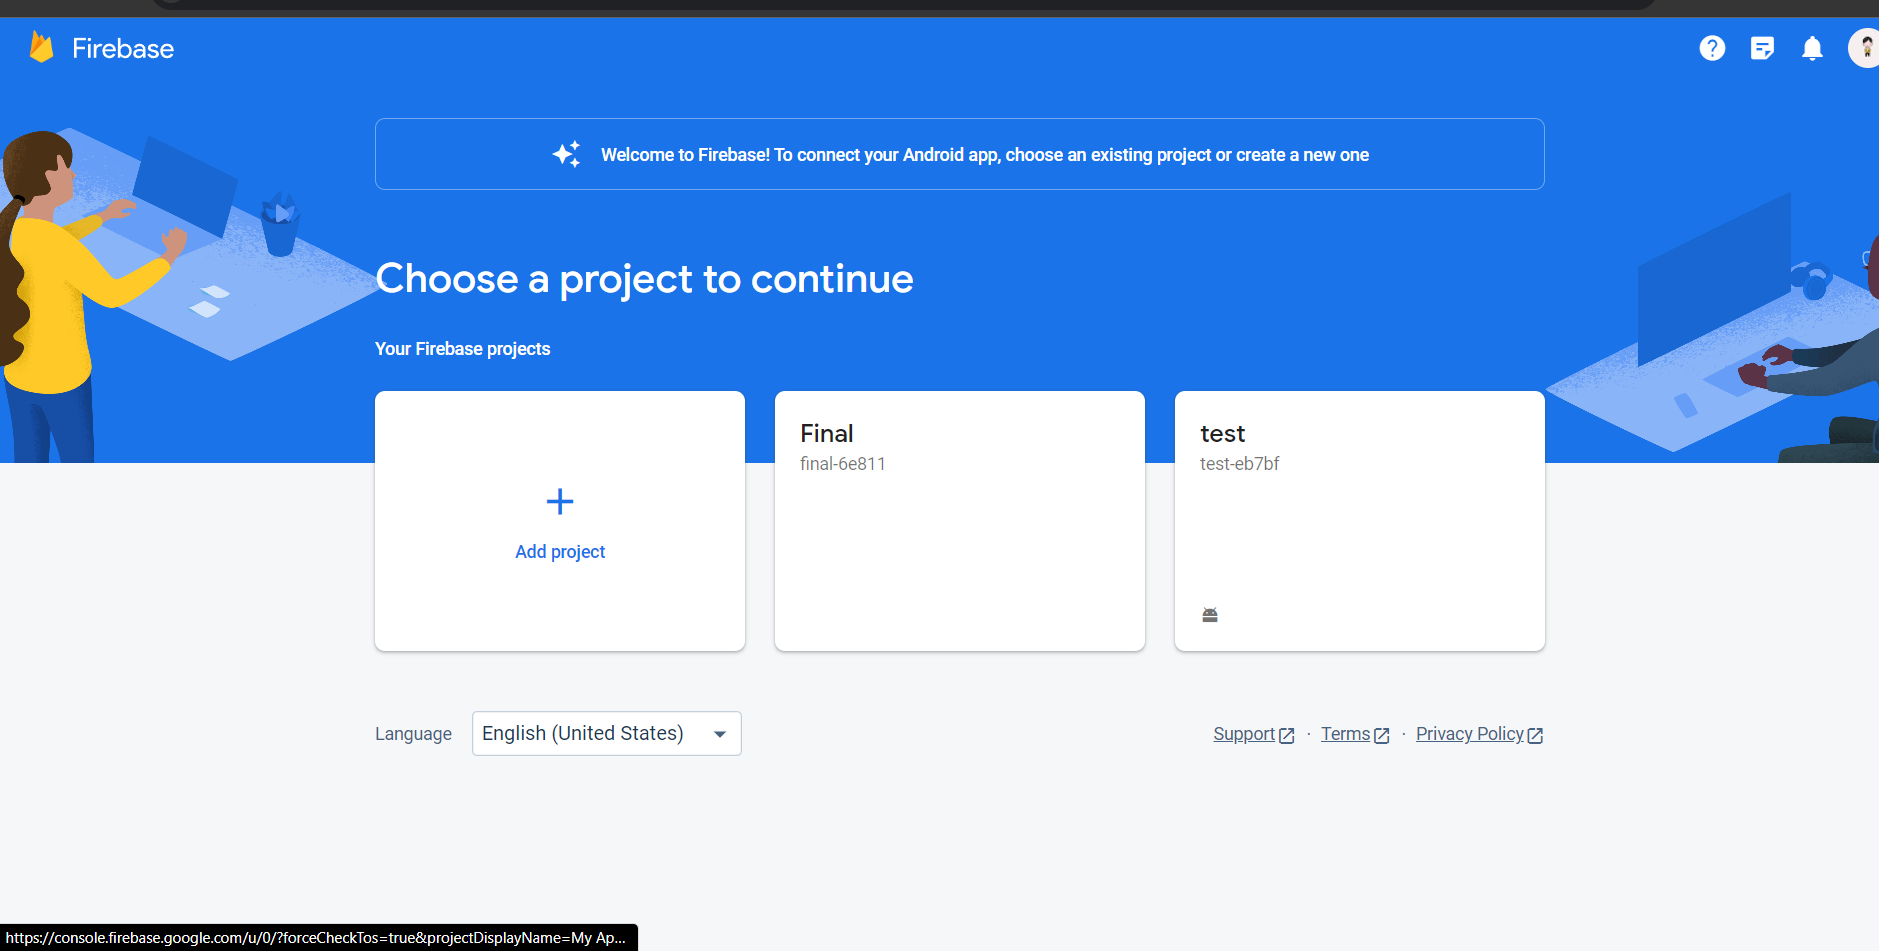 Firebase
Welcome to Firebase! To connect your Android app, choose an existing project or create a new one
Choose a project to continue
Your Firebase projects
Add project
Final
final-6e811
test
test-eb7bf
Language
English (United States)
Support · Terms · Privacy Policy
https://console.firebase.google.com/u/0/?forceCheckTos=true&projectDisplayName=My Ap...